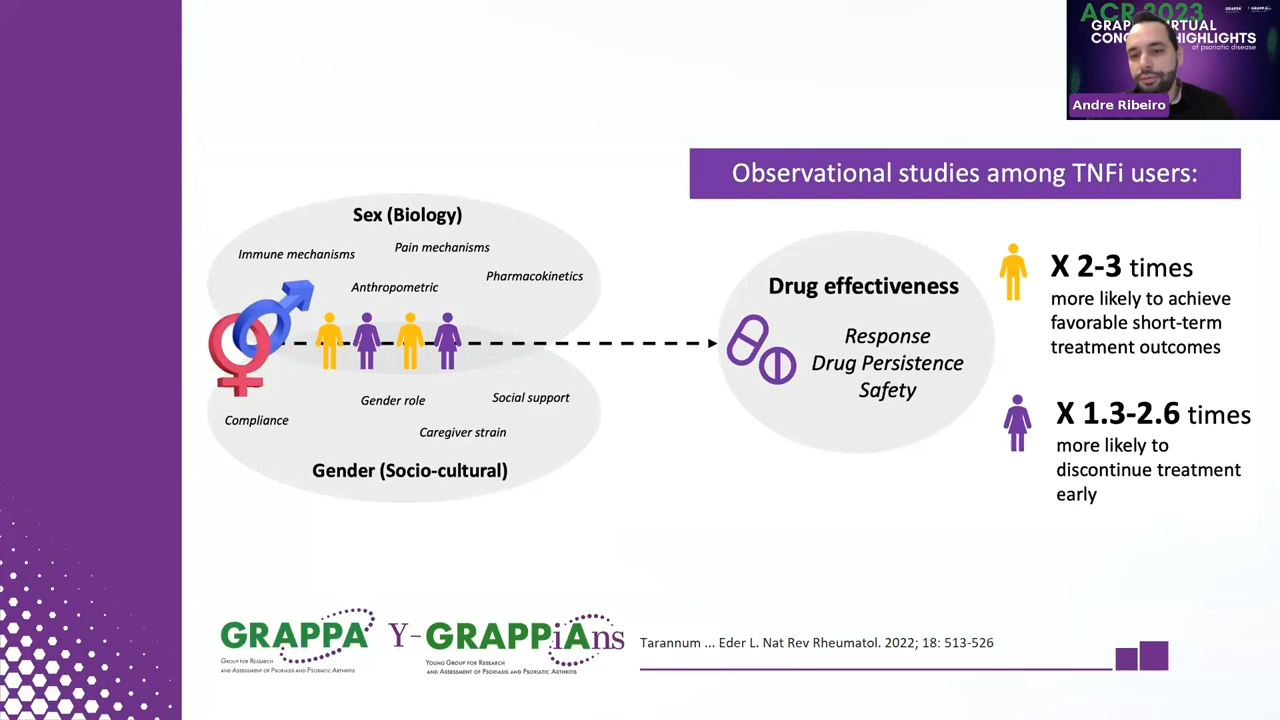 ACR 2023
GRAP VIRTUAL
CON HIGHLIGHTS
of psoriatic disease
Andre Ribeiro
Observational studies among TNFi users:
Sex (Biology)
Immune mechanisms
Pain mechanisms
Pharmacokinetics
Anthropometric
Compliance
Gender role
Social support
Caregiver strain
Gender (Socio-cultural)
Drug effectiveness
Response
Drug Persistence
Safety
X 2-3 times
more likely to achieve
favorable short-term
treatment outcomes
X 1.3-2.6 times
more likely to
discontinue treatment
early
GRAPPA
Group for Research
and Assessment of Psoriasis and Psoriatic Arthritis
Y-GRAPPiAns
Young Group for Research
and Assessment of Psoriasis and Psoriatic Arthritis
Tarannum ... Eder L. Nat Rev Rheumatol. 2022; 18: 513-526